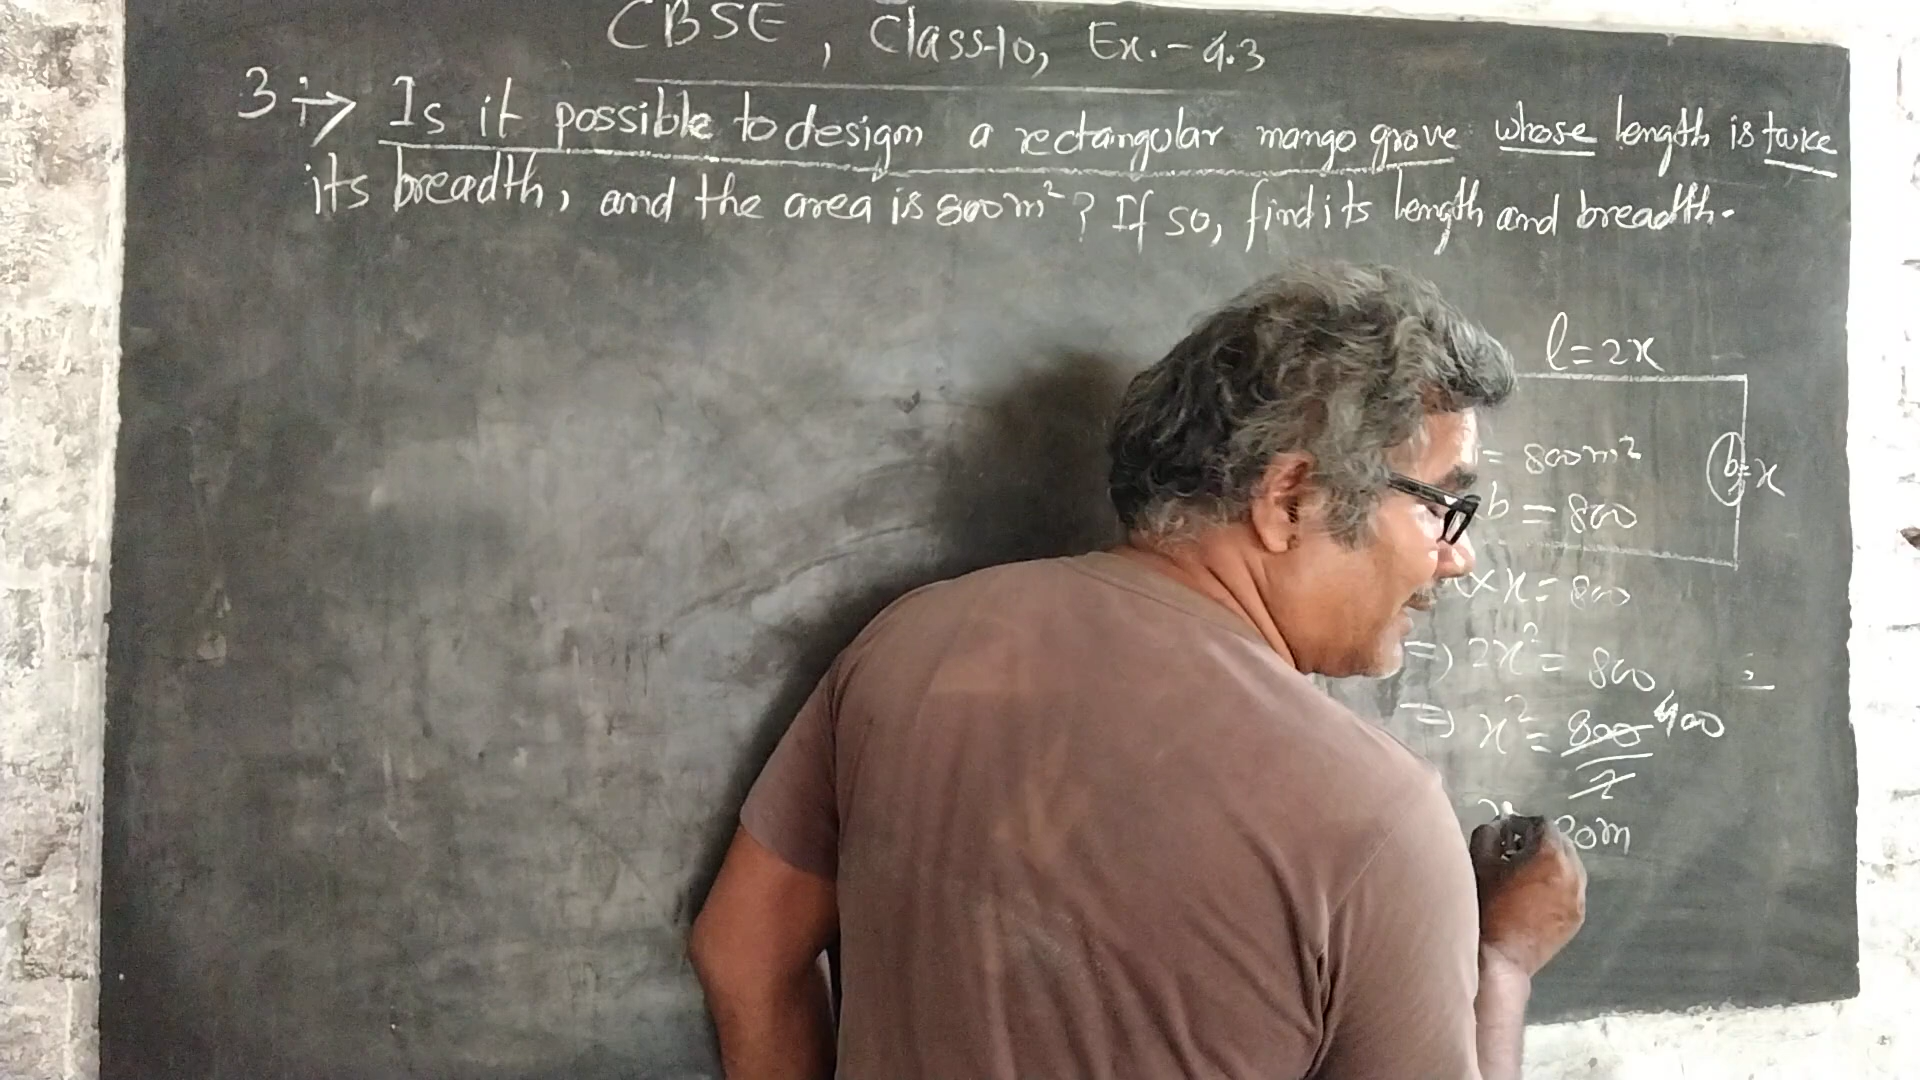 CBSE, Class-10, Ex.-4.3
3 i→ Is it possible to design a rectangular mango grove whose length is twice
its breadth, and the area is 800m²? If so, find its length and breadth.
l=2x
= 800m²
b=x
b = 800
x x = 800
⇒ 2x² = 800
⇒ x² = 800/2 400
20m